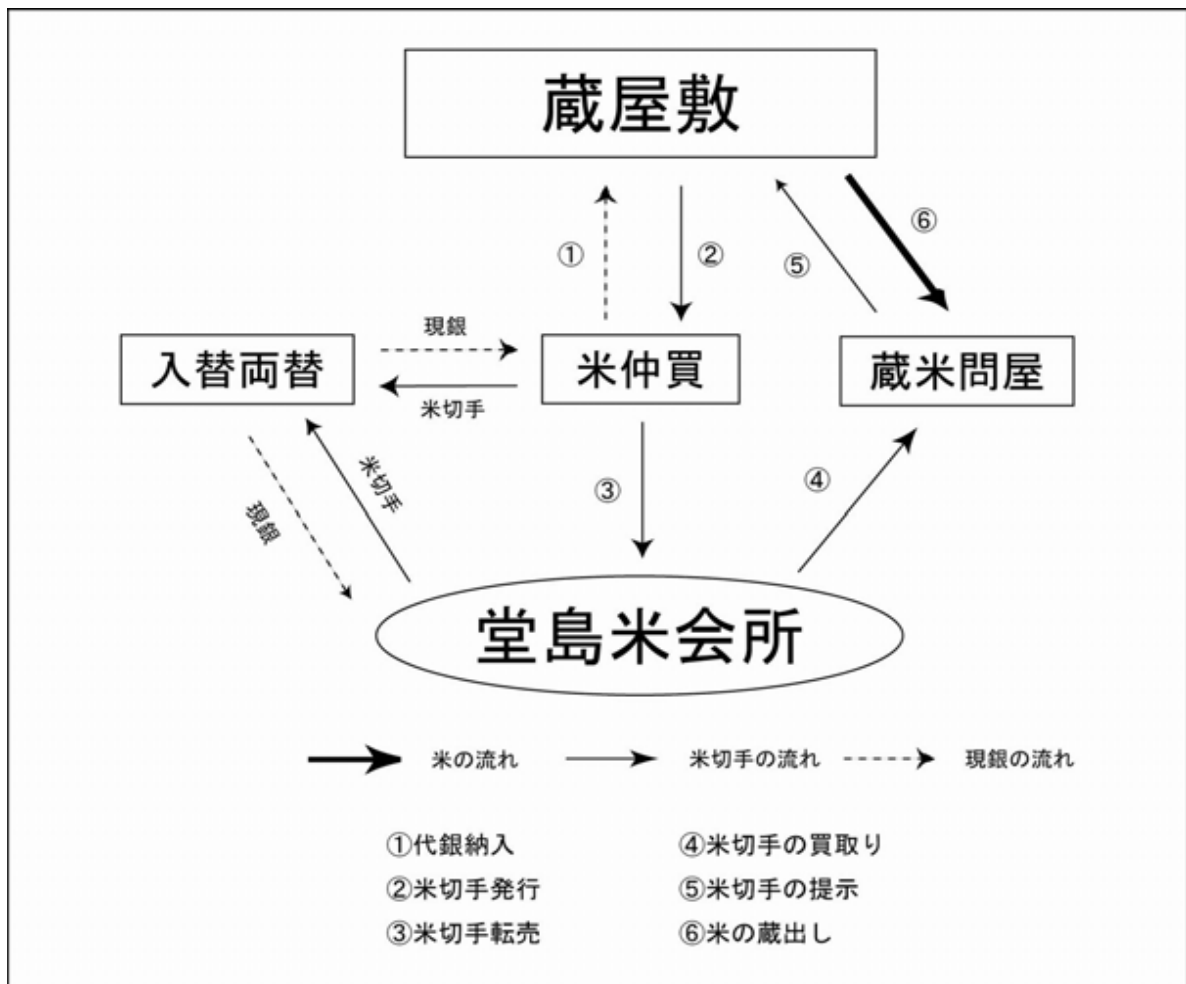 蔵屋敷
①
②
⑤
⑥
入替両替
現銀
米切手
米仲買
蔵米問屋
現銀
米切手
③
④
堂島米会所
米の流れ
米切手の流れ
現銀の流れ
①代銀納入
②米切手発行
③米切手転売
④米切手の買取り
⑤米切手の提示
⑥米の蔵出し